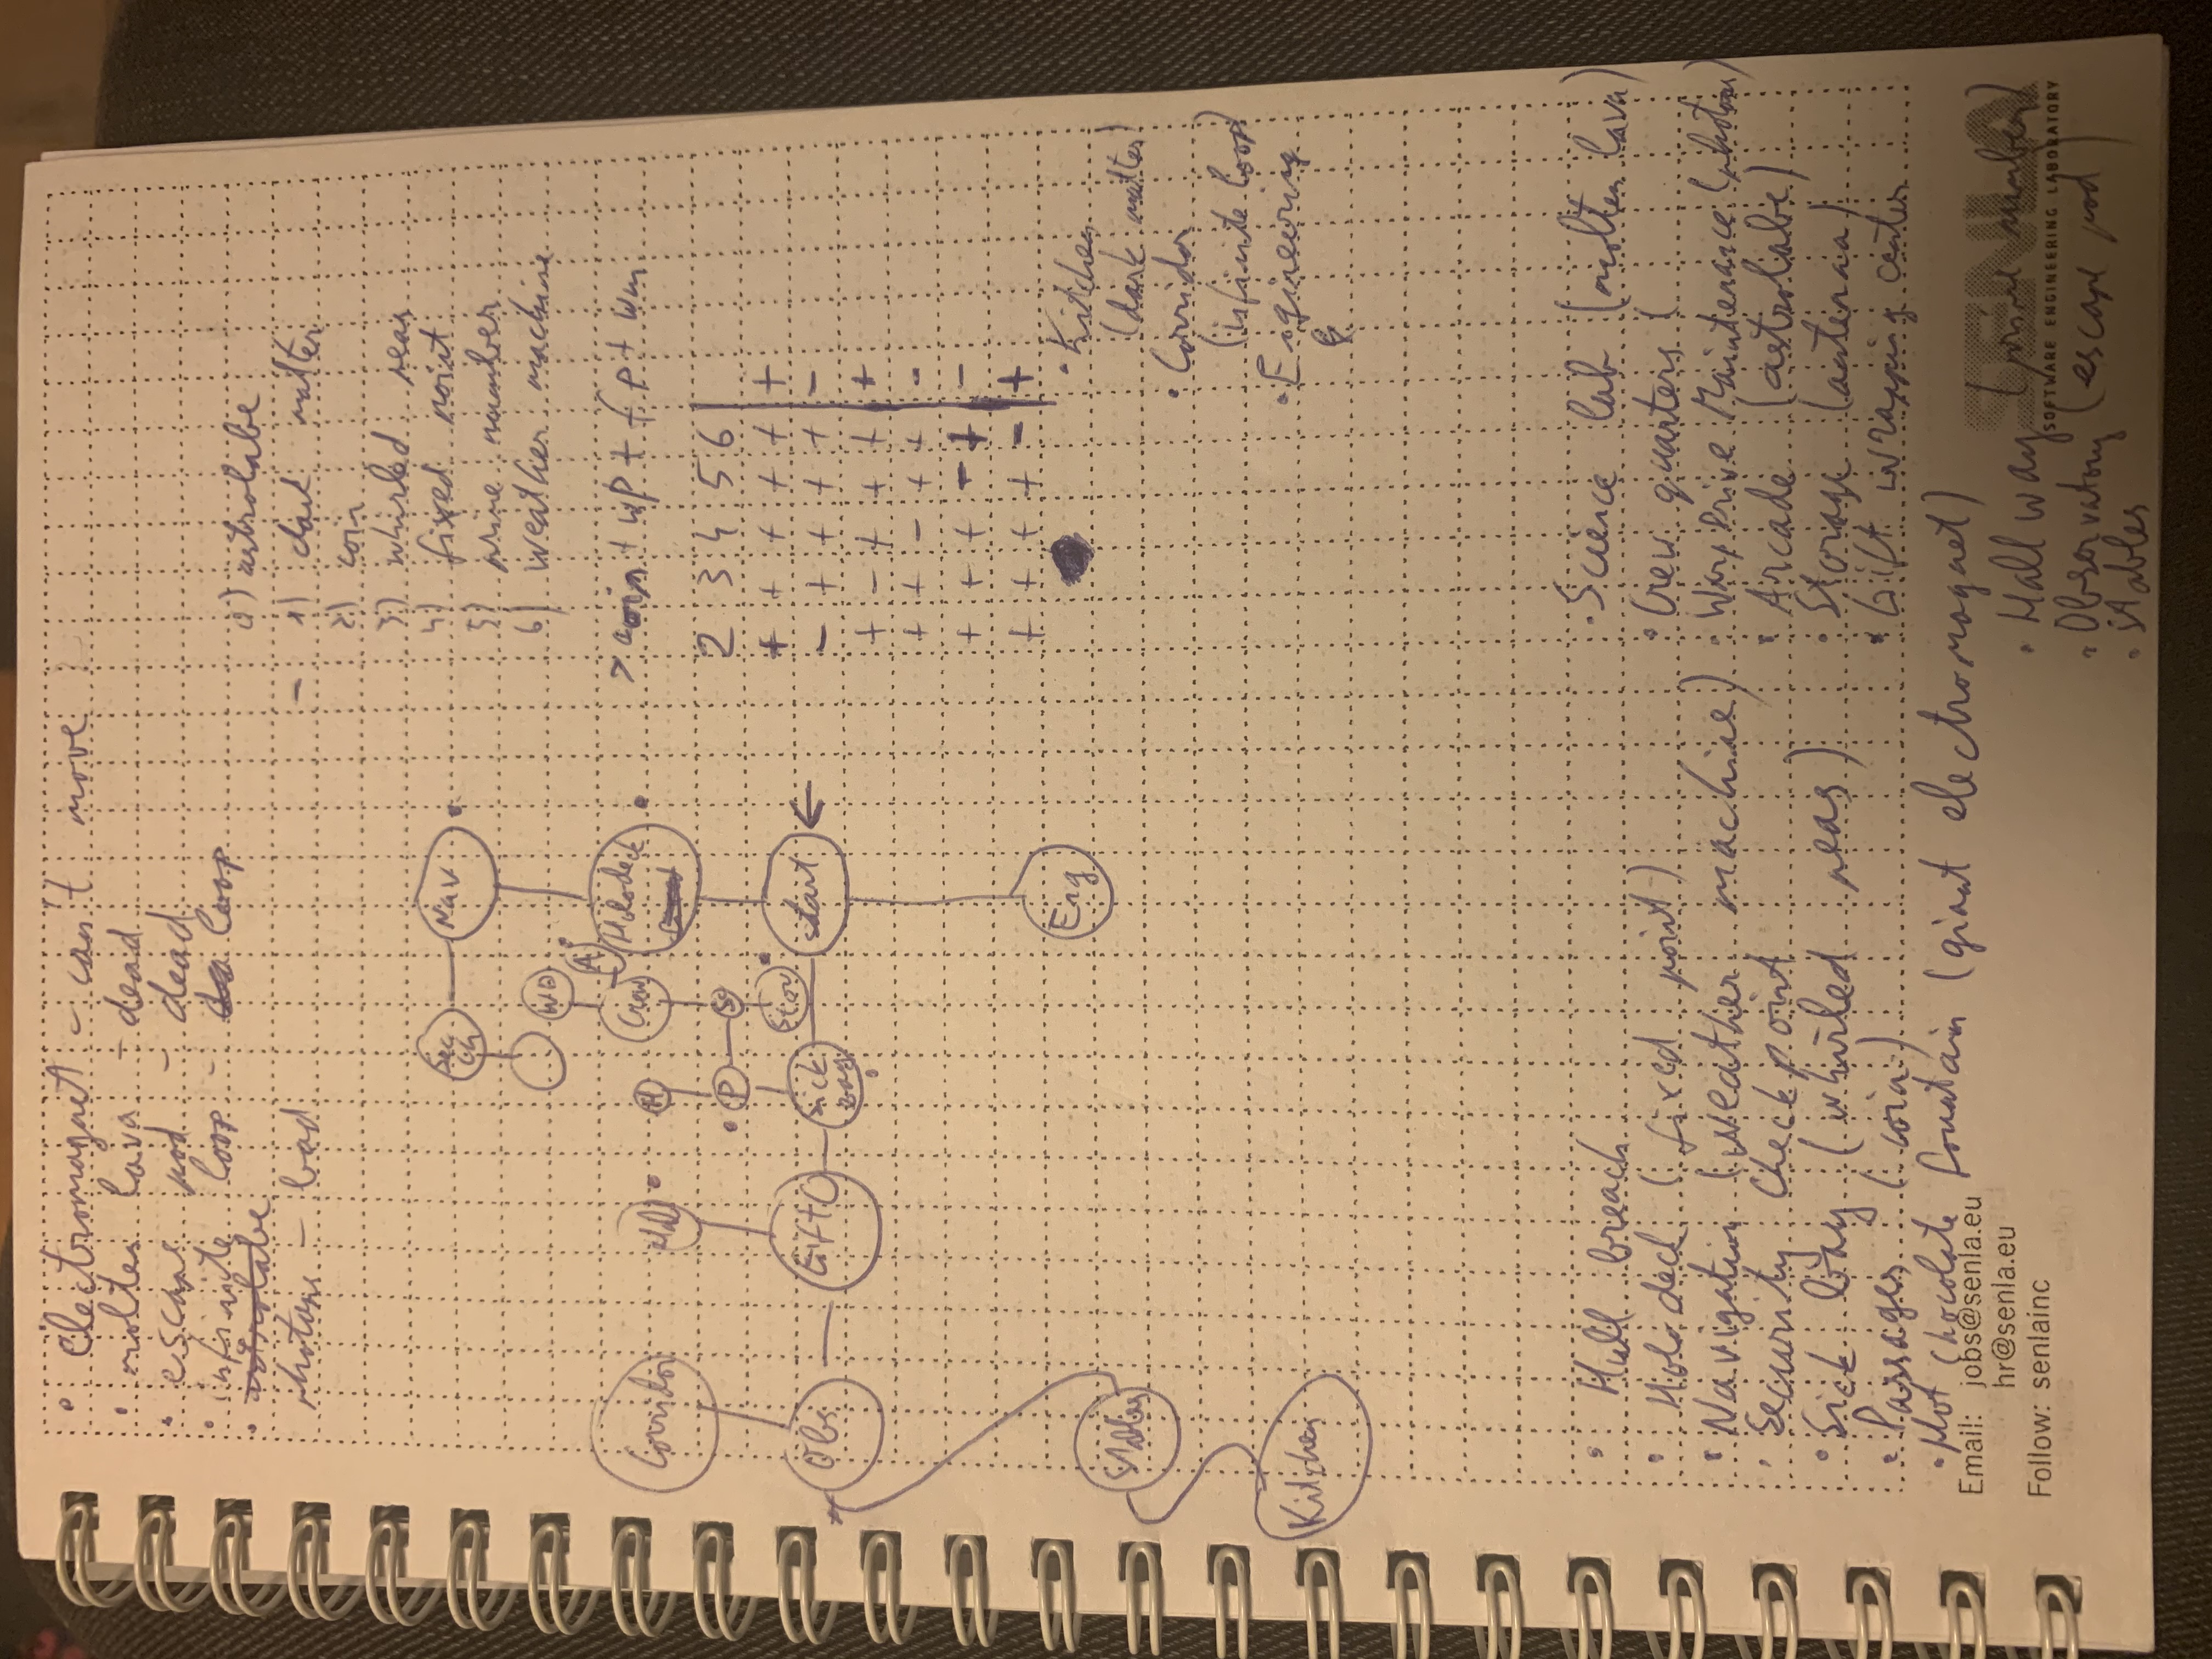 • Electromagnet - can't move
• molten lava - dead
• escape pod - dead
• infinite loop - loop
• astrolabe
photons - bad
0) astrolabe
- 1) dark matter
2) coin
3) whirled peas
4) fixed point
5) prime number
6) weather machine
Sec Ch
Nav
WD
A
Corridor
Hal
H
Crew
Holodeck
> coin + wp + fp + wm
P
Sc
2 3 4 5 6
Stor
Obs
Gift C
Sick bay
start
+ + + + + | +
- + + + + | -
+ - + + + | +
+ + - + + | -
+ + + - + | -
+ + + + - | +
Eng
Stables
Kitchen
• Kitchen
(dark matter)
• Corridor
(infinite loop)
• Engineering
• Hull breach
• Holodeck (fixed point)
• Navigation (weather machine)
• Security Checkpoint
• Sick bay (whirled peas)
• Passages (coin)
• Hot chocolate fountain (giant electromagnet)
• Science lab (molten lava)
• Crew quarters (
• Warp Drive Maintenance (photons)
• Arcade (astrolabe)
• Storage (antenna)
• Gift wrapping center
• Hallway (prime number)
• Observatory (escape pod)
• Stables
Email: jobs@senla.eu
hr@senla.eu
Follow: senlainc
SENLA
SOFTWARE ENGINEERING LABORATORY